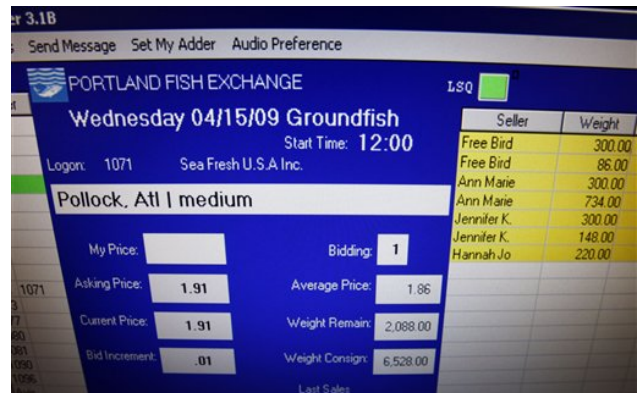 er 3.1B
Send Message Set My Adder Audio Preference
PORTLAND FISH EXCHANGE
LSQ
Wednesday 04/15/09 Groundfish
Start Time: 12:00
Logon: 1071 Sea Fresh U.S.A Inc.
Pollock, Atl | medium
My Price:
Bidding: 1
Asking Price: 1.91
Average Price: 1.86
Current Price: 1.91
Weight Remain: 2,088.00
Bid Increment: .01
Weight Consign: 6,528.00
Last Sales
Seller Weight
Free Bird 300.00
Free Bird 86.00
Ann Marie 300.00
Ann Marie 734.00
Jennifer K. 300.00
Jennifer K. 148.00
Hannah Jo 220.00
1071